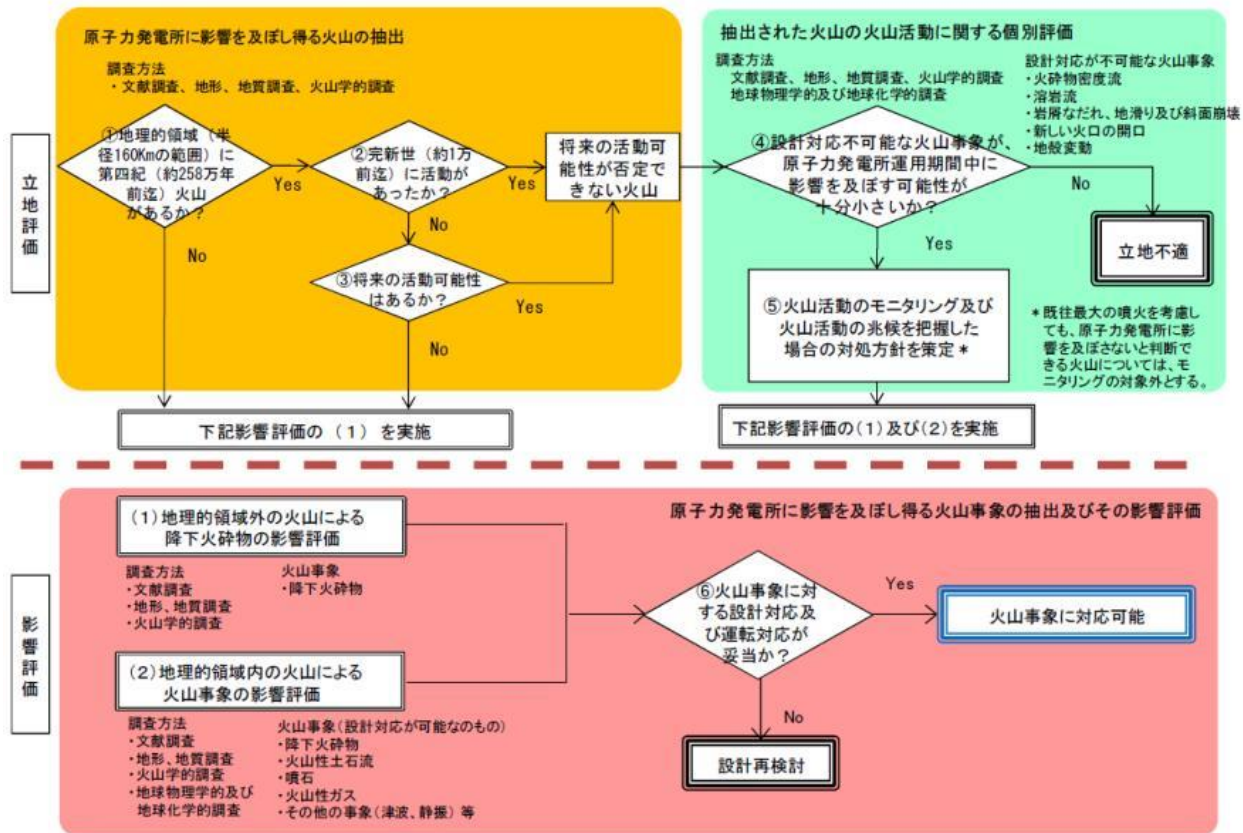 原子力発電所に影響を及ぼし得る火山の抽出
調査方法
・文献調査、地形、地質調査、火山学的調査
立地評価
①地理的領域（半
径160Kmの範囲）に
第四紀（約258万年
前迄）火山
があるか？
Yes
No
②完新世（約1万
前迄）に活動が
あったか？
Yes
No
③将来の活動可能性
はあるか？
Yes
No
将来の活動可
能性が否定で
きない火山
下記影響評価の（1）を実施
抽出された火山の火山活動に関する個別評価
調査方法
文献調査、地形、地質調査、火山学的調査
地球物理学的及び地球化学的調査
設計対応が不可能な火山事象
・火砕物密度流
・溶岩流
・岩屑なだれ、地滑り及び斜面崩壊
・新しい火口の開口
・地殻変動
④設計対応不可能な火山事象が、
原子力発電所運用期間中に
影響を及ぼす可能性が
十分小さいか？
No
Yes
立地不適
⑤火山活動のモニタリング及び
火山活動の兆候を把握した
場合の対処方針を策定＊
＊既往最大の噴火を考慮し
ても、原子力発電所に影
響を及ぼさないと判断で
きる火山については、モ
ニタリングの対象外とする。
下記影響評価の(1)及び(2)を実施
影響評価
原子力発電所に影響を及ぼし得る火山事象の抽出及びその影響評価
(1)地理的領域外の火山による
降下火砕物の影響評価
調査方法
・文献調査
・地形、地質調査
・火山学的調査
火山事象
・降下火砕物
(2)地理的領域内の火山による
火山事象の影響評価
調査方法
・文献調査
・地形、地質調査
・火山学的調査
・地球物理学的及び
地球化学的調査
火山事象(設計対応が可能なのもの)
・降下火砕物
・火山性土石流
・噴石
・火山性ガス
・その他の事象(津波、静振)等
⑥火山事象に対
する設計対応及
び運転対応が
妥当か？
Yes
火山事象に対応可能
No
設計再検討